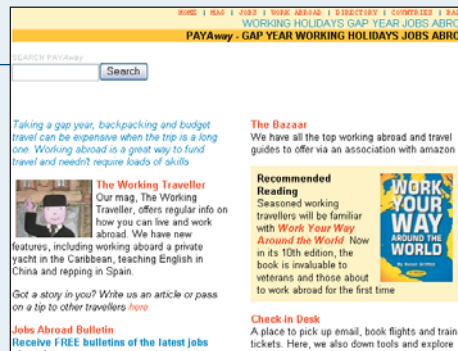 HOME | MAG | JOBS | WORK ABROAD | DIRECTORY | COUNTRIES |
WORKING HOLIDAYS GAP YEAR JOBS ABRO
PAYAway - GAP YEAR WORKING HOLIDAYS JOBS ABRO
SEARCH PAYAway
Search
Taking a gap year, backpacking and budget
travel can be expensive when the trip is a long
one. Working abroad is a great way to fund
travel and needn't require loads of skills
The Working Traveller
Our mag, The Working
Traveller, offers regular info on
how you can live and work
abroad. We have new
features, including working aboard a private
yacht in the Caribbean, teaching English in
China and repping in Spain.
Got a story in you? Write us an article or pass
on a tip to other travellers here
Jobs Abroad Bulletin
Receive FREE bulletins of the latest jobs
The Bazaar
We have all the top working abroad and travel
guides to offer via an association with amazon
Recommended
Reading
Seasoned working
travellers will be familiar
with Work Your Way
Around the World Now
in its 10th edition, the
book is invaluable to
veterans and those about
to work abroad for the first time
WORK
YOUR
WAY
AROUND THE
WORLD
Check-in Desk
A place to pick up email, book flights and train
tickets. Here, we also down tools and explore